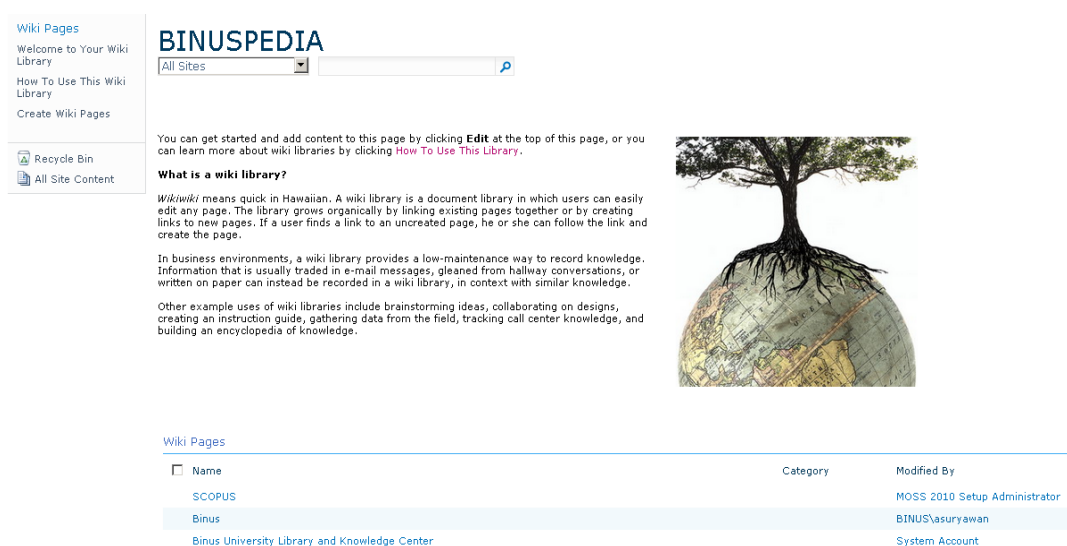 Wiki Pages
Welcome to Your Wiki
Library
How To Use This Wiki
Library
Create Wiki Pages
Recycle Bin
All Site Content
BINUSPEDIA
All Sites
You can get started and add content to this page by clicking Edit at the top of this page, or you
can learn more about wiki libraries by clicking How To Use This Library.
What is a wiki library?
Wikiwiki means quick in Hawaiian. A wiki library is a document library in which users can easily
edit any page. The library grows organically by linking existing pages together or by creating
links to new pages. If a user finds a link to an uncreated page, he or she can follow the link and
create the page.
In business environments, a wiki library provides a low-maintenance way to record knowledge.
Information that is usually traded in e-mail messages, gleaned from hallway conversations, or
written on paper can instead be recorded in a wiki library, in context with similar knowledge.
Other example uses of wiki libraries include brainstorming ideas, collaborating on designs,
creating an instruction guide, gathering data from the field, tracking call center knowledge, and
building an encyclopedia of knowledge.
Wiki Pages
Name Category Modified By
SCOPUS MOSS 2010 Setup Administrator
Binus BINUS\asuryawan
Binus University Library and Knowledge Center System Account